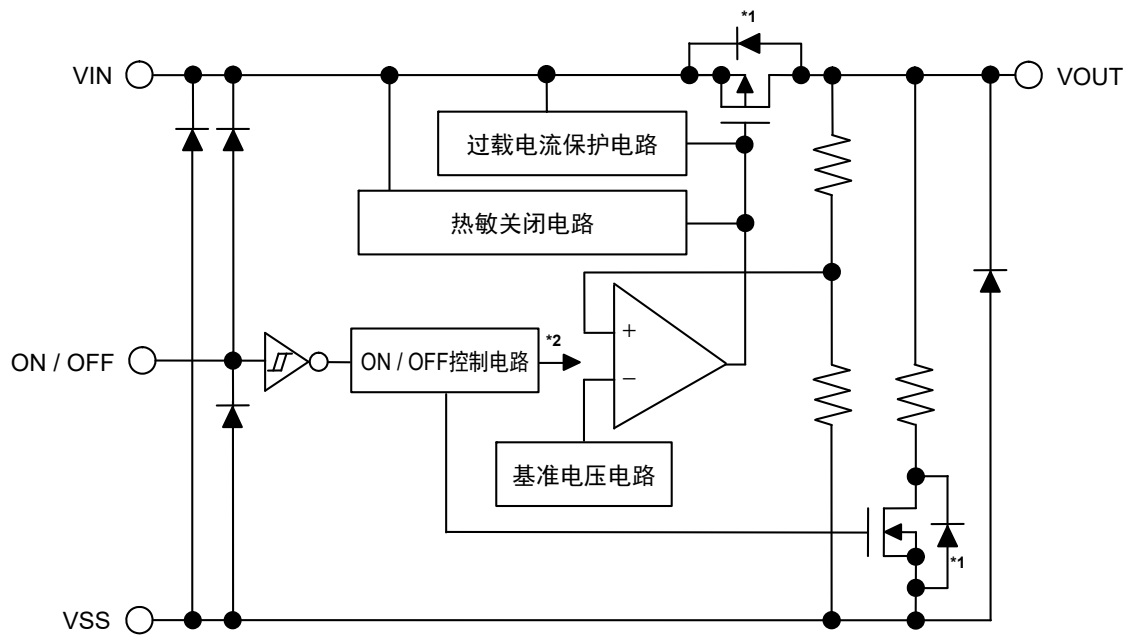 *1
VIN
VOUT
过载电流保护电路
热敏关闭电路
+
ON / OFF
ON / OFF控制电路
*2
−
基准电压电路
*1
VSS